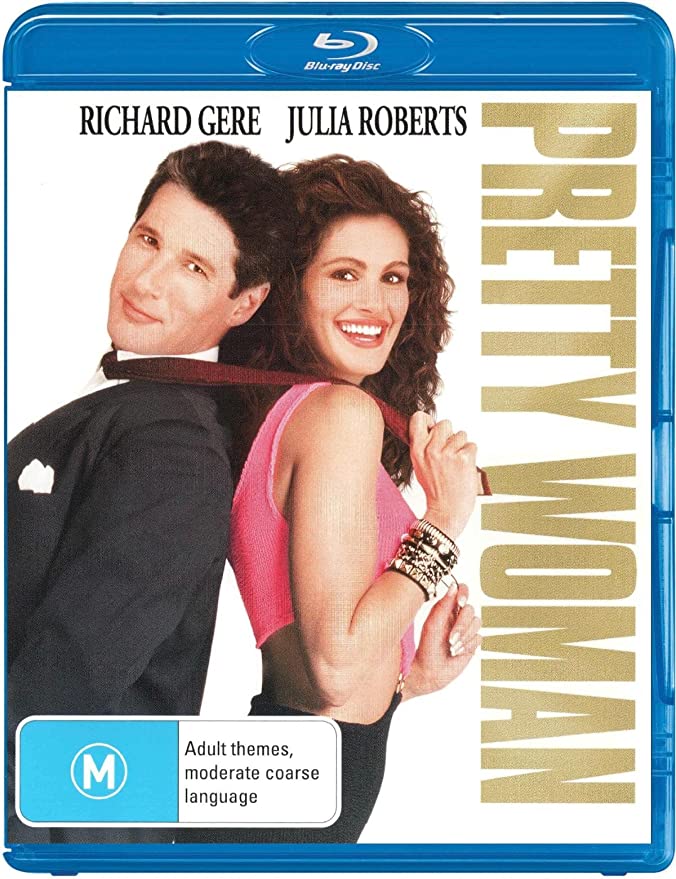 Blu-ray Disc
RICHARD GERE JULIA ROBERTS
PRETTY WOMAN
M
Adult themes,
moderate coarse
language